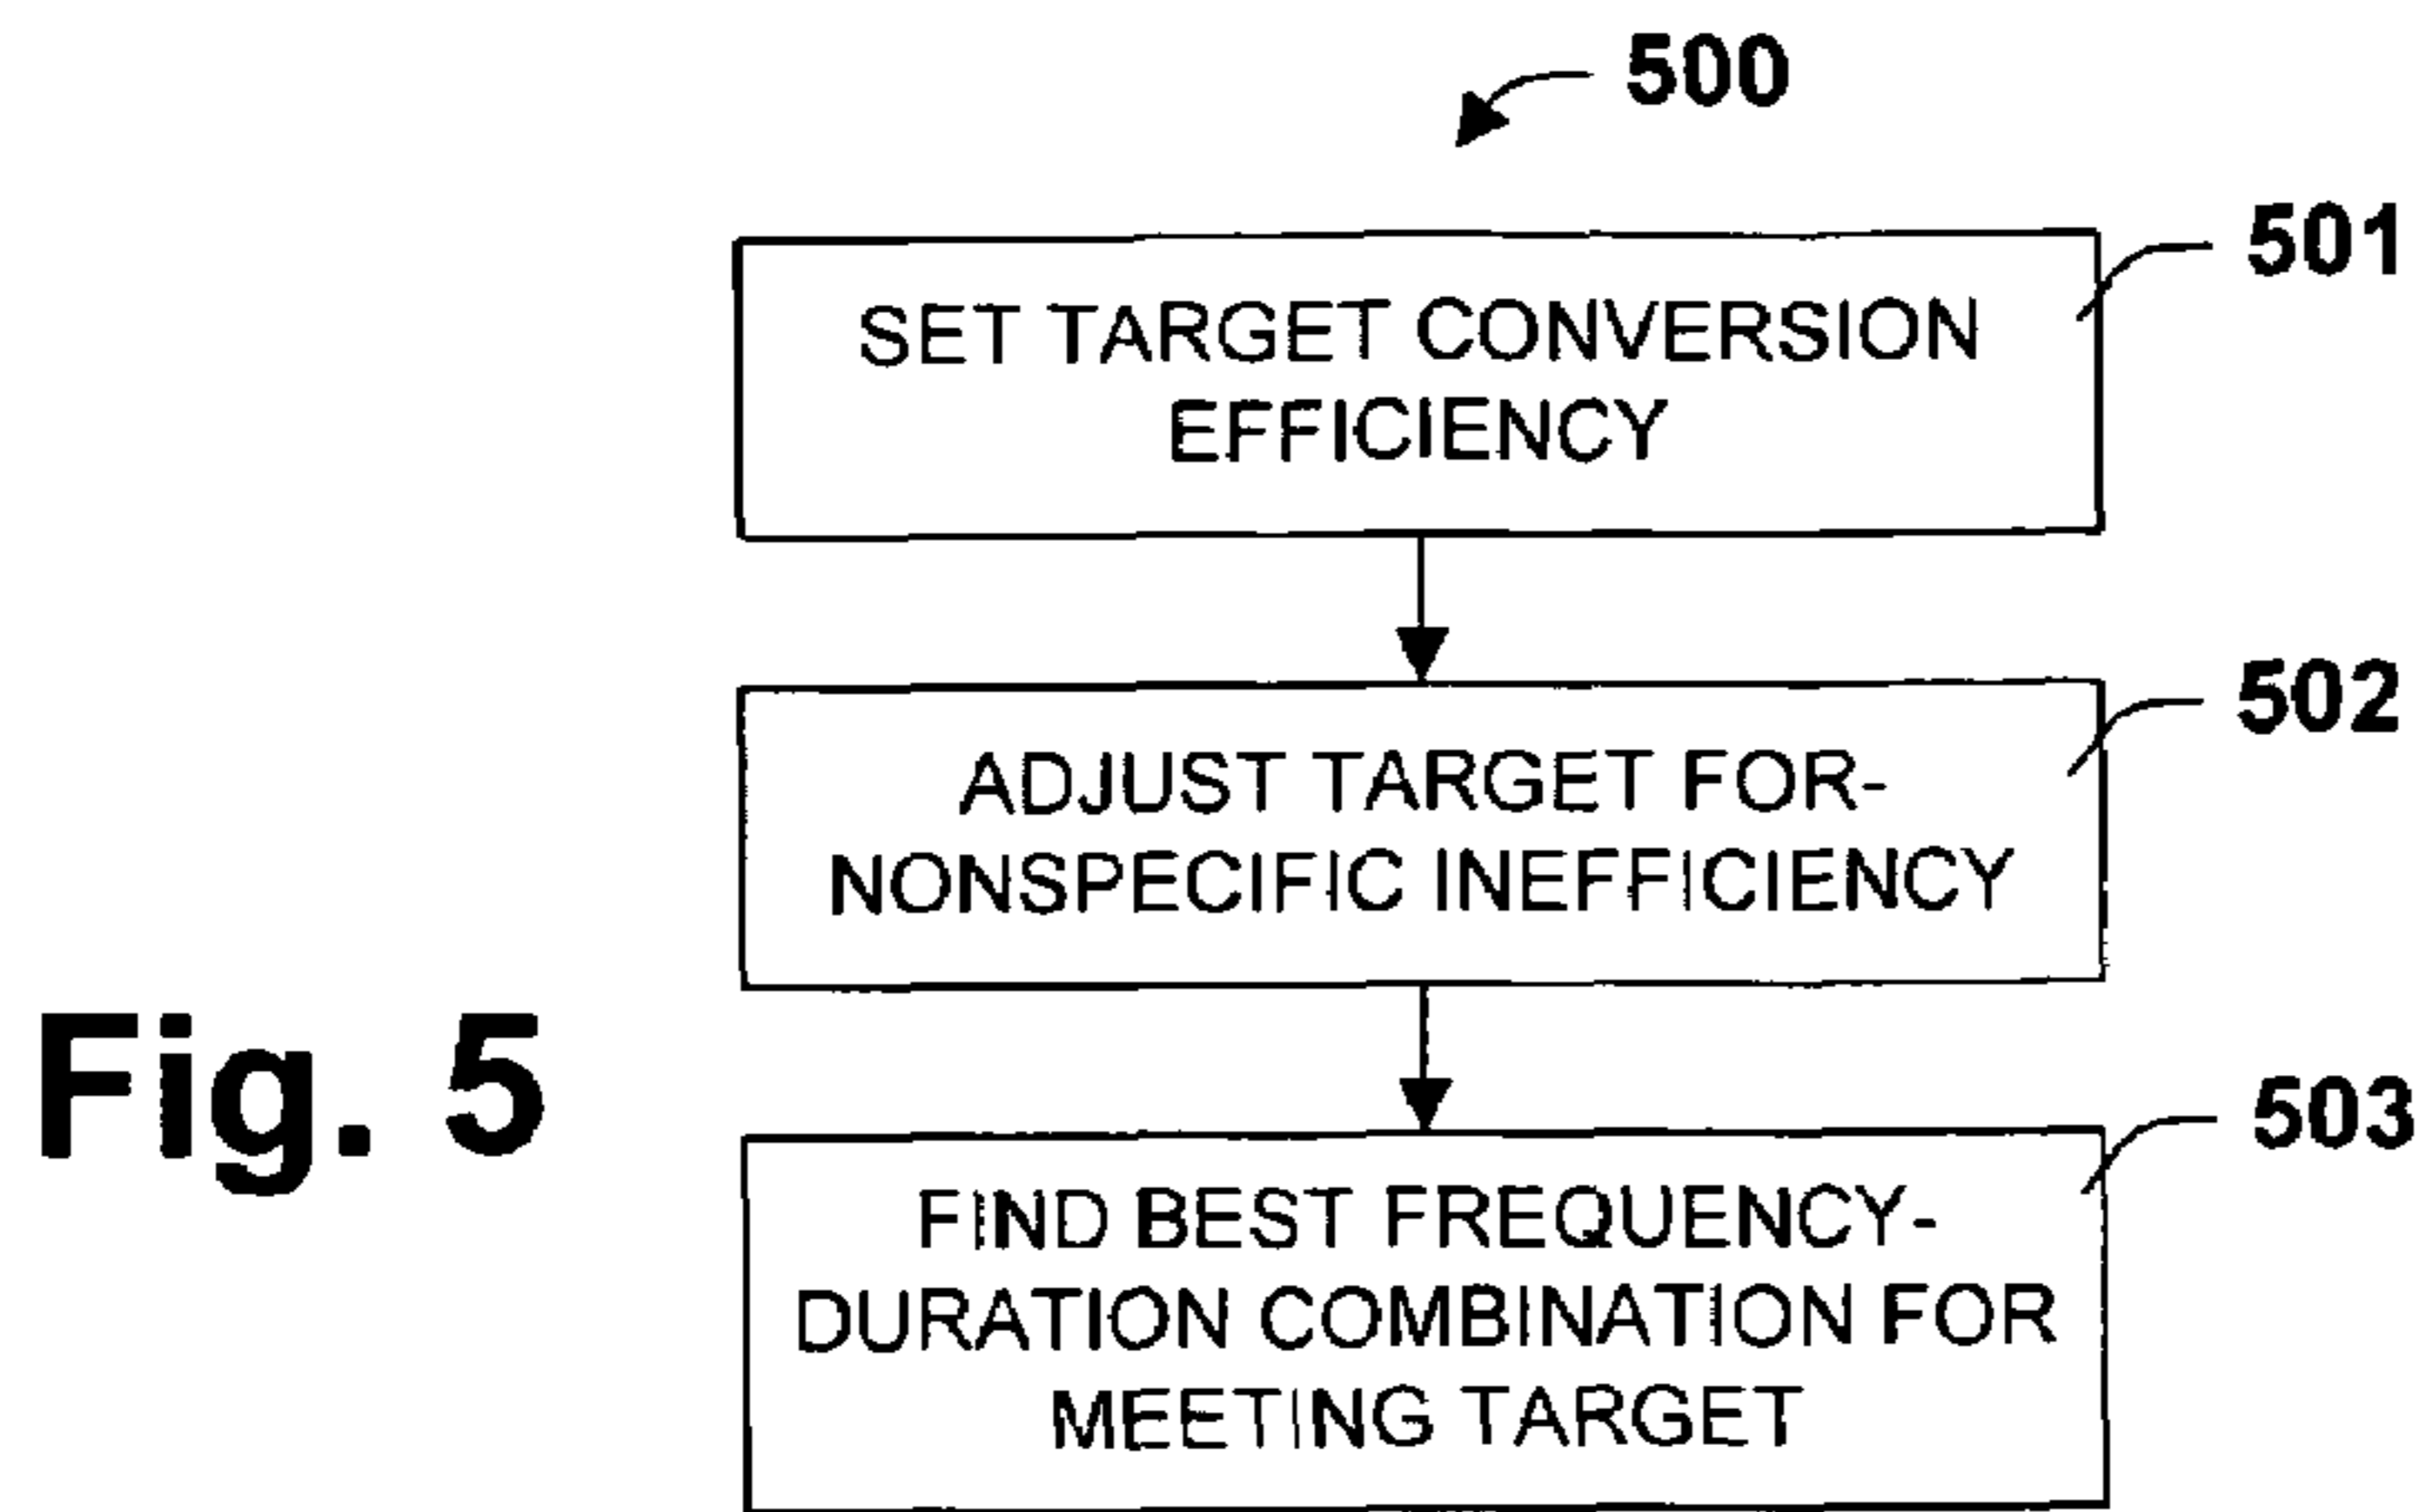 500
501
SET TARGET CONVERSION
EFFICIENCY
502
ADJUST TARGET FOR-
NONSPECIFIC INEFFICIENCY
Fig. 5
503
FIND BEST FREQUENCY-
DURATION COMBINATION FOR
MEETING TARGET